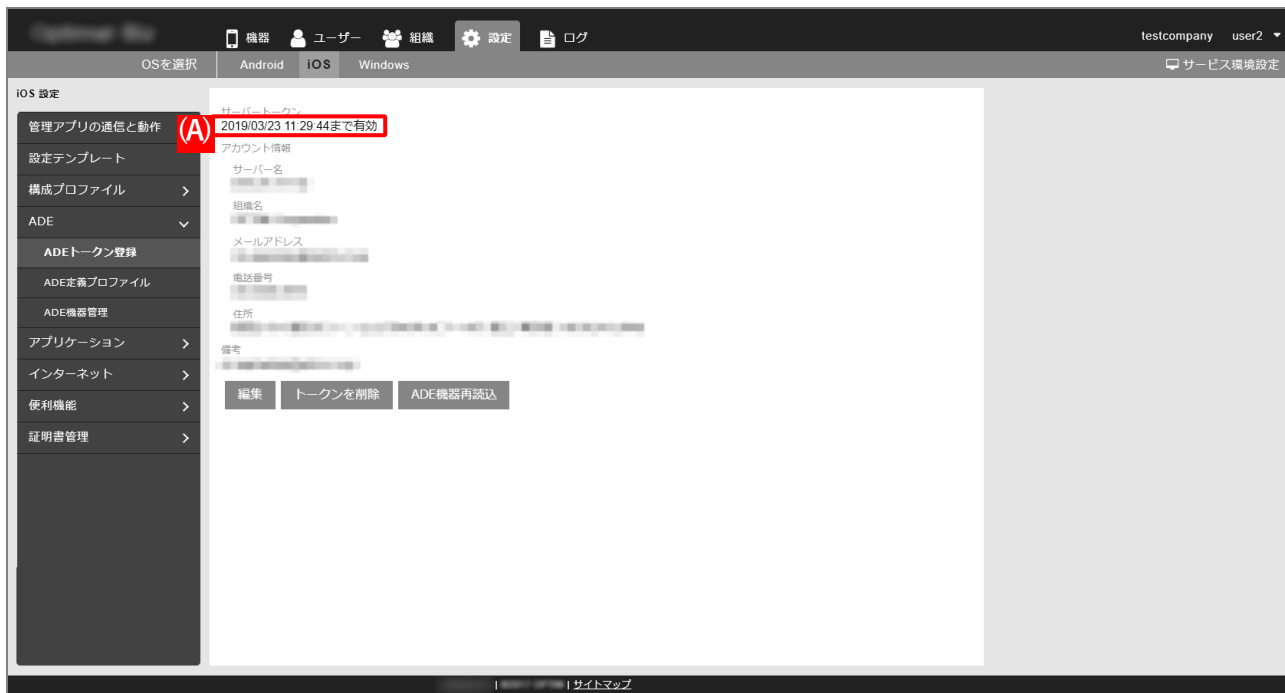 機器 ユーザー 組織 設定 ログ testcompany user2
OSを選択 Android iOS Windows サービス環境設定
iOS 設定
管理アプリの通信と動作
設定テンプレート
構成プロファイル
ADE
ADEトークン登録
ADE定義プロファイル
ADE機器管理
アプリケーション
インターネット
便利機能
証明書管理
サーバートークン
(A) 2019/03/23 11:29:44まで有効
アカウント情報
サーバー名
組織名
メールアドレス
電話番号
住所
備考
編集 トークンを削除 ADE機器再読込
| | サイトマップ